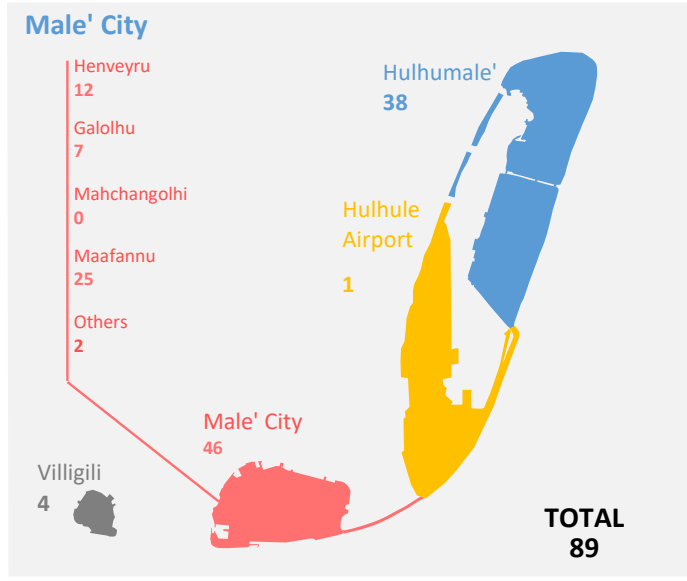 Male' City
Henveyru
12
Galolhu
7
Mahchangolhi
0
Maafannu
25
Others
2
Hulhumale'
38
Hulhule
Airport
1
Male' City
46
Villigili
4
TOTAL
89